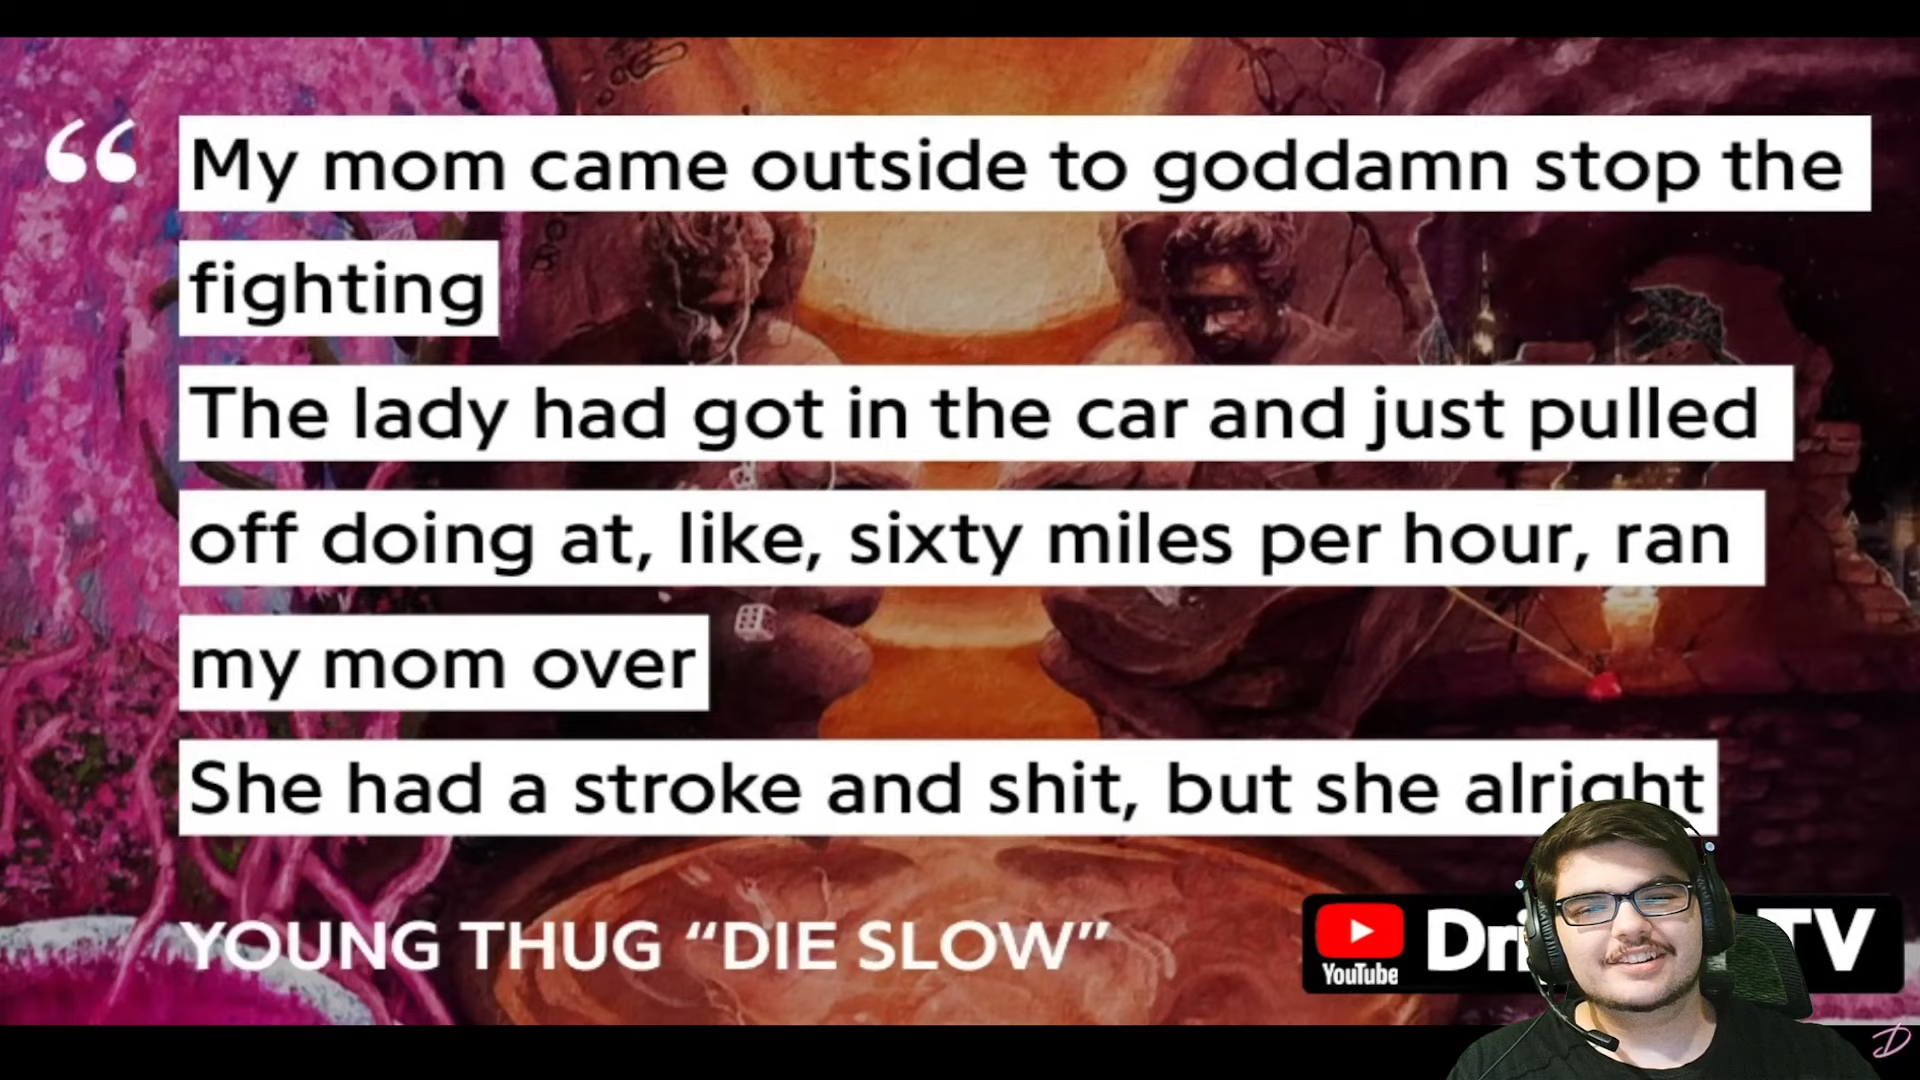 “
My mom came outside to goddamn stop the
fighting
The lady had got in the car and just pulled
off doing at, like, sixty miles per hour, ran
my mom over
She had a stroke and shit, but she alright
YOUNG THUG “DIE SLOW”
YouTube
TV